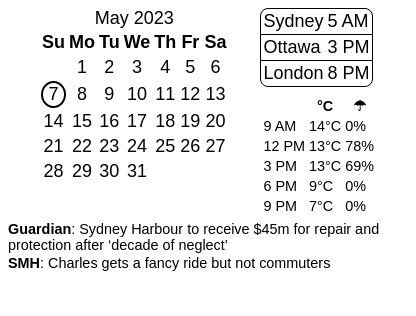 May 2023
Su Mo Tu We Th Fr Sa
1 2 3 4 5 6
7 8 9 10 11 12 13
14 15 16 17 18 19 20
21 22 23 24 25 26 27
28 29 30 31
Sydney 5 AM
Ottawa 3 PM
London 8 PM
°C ☂
9 AM 14°C 0%
12 PM 13°C 78%
3 PM 13°C 69%
6 PM 9°C 0%
9 PM 7°C 0%
Guardian: Sydney Harbour to receive $45m for repair and
protection after ‘decade of neglect’
SMH: Charles gets a fancy ride but not commuters